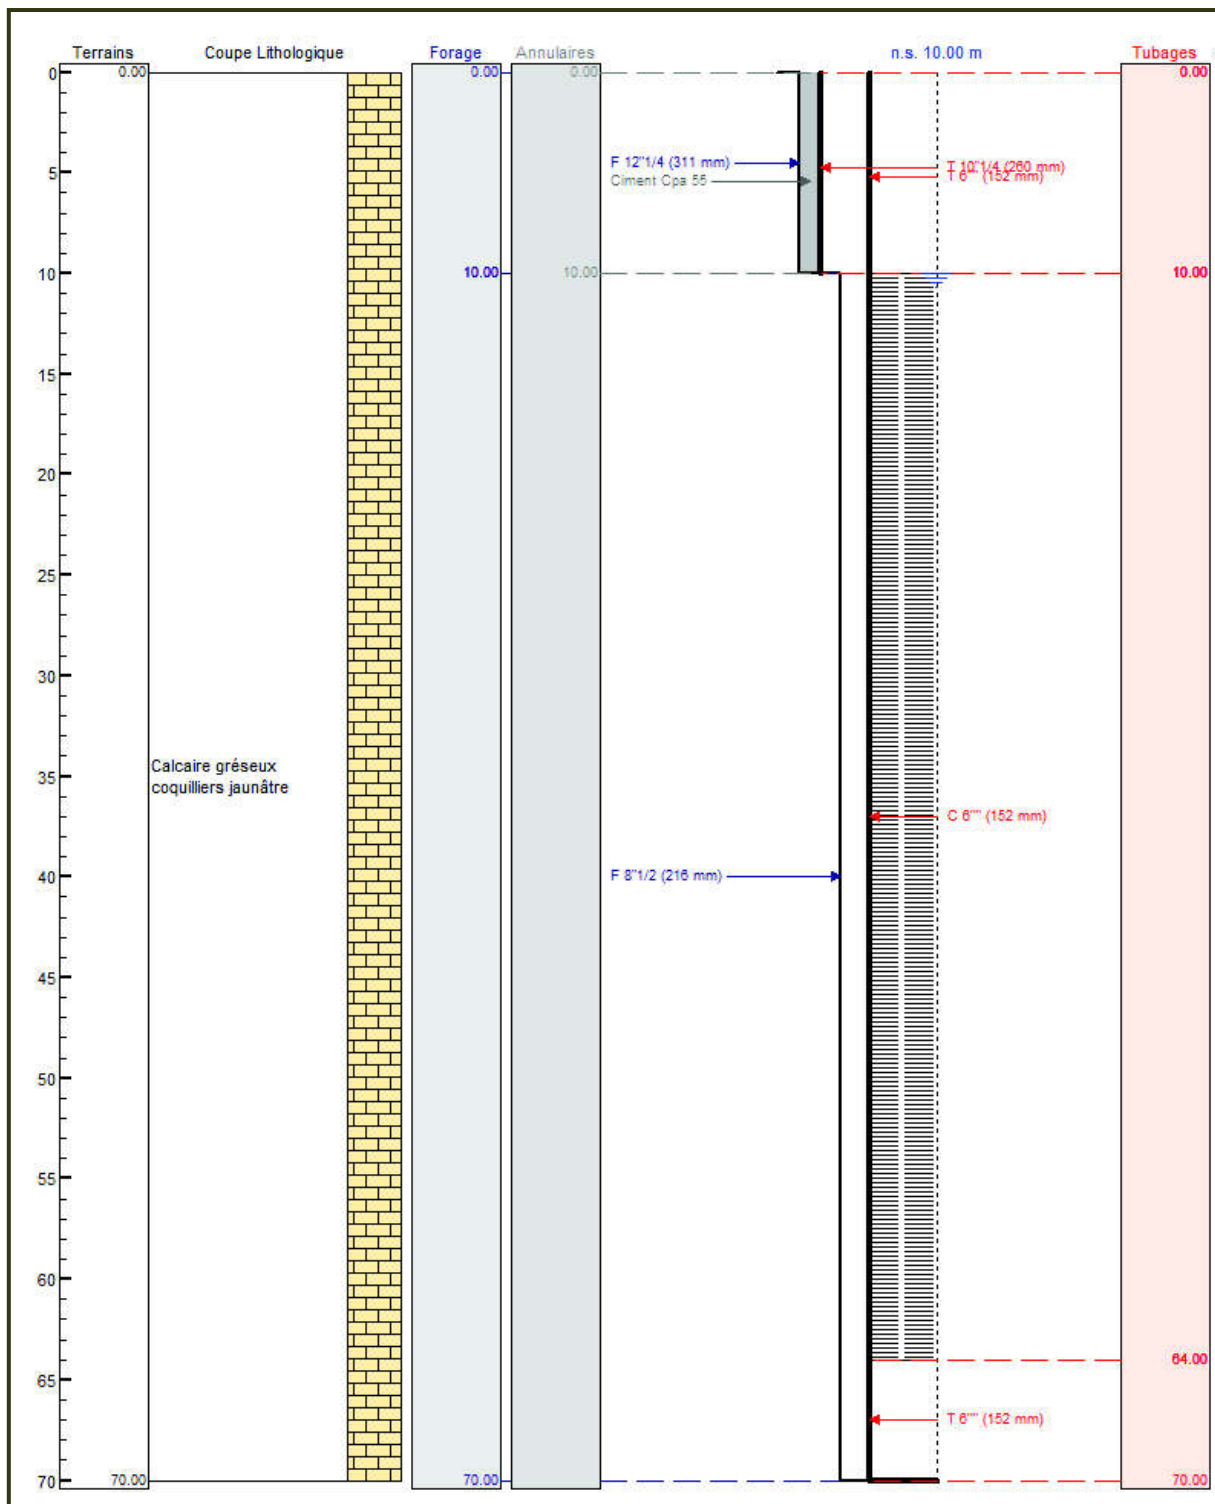 Terrains Coupe Lithologique Forage Annulaires n.s. 10.00 m Tubages
0 0.00 0.00 0.00 0.00
F 12"1/4 (311 mm) T 10"1/4 (260 mm)
5 Ciment Cpa 55 T 6"" (152 mm)
10 10.00 10.00 10.00
15
20
25
30
Calcaire gréseux
35 coquilliers jaunâtre
C 6"" (152 mm)
40 F 8"1/2 (216 mm)
45
50
55
60
64.00
65
T 6"" (152 mm)
70 70.00 70.00 70.00